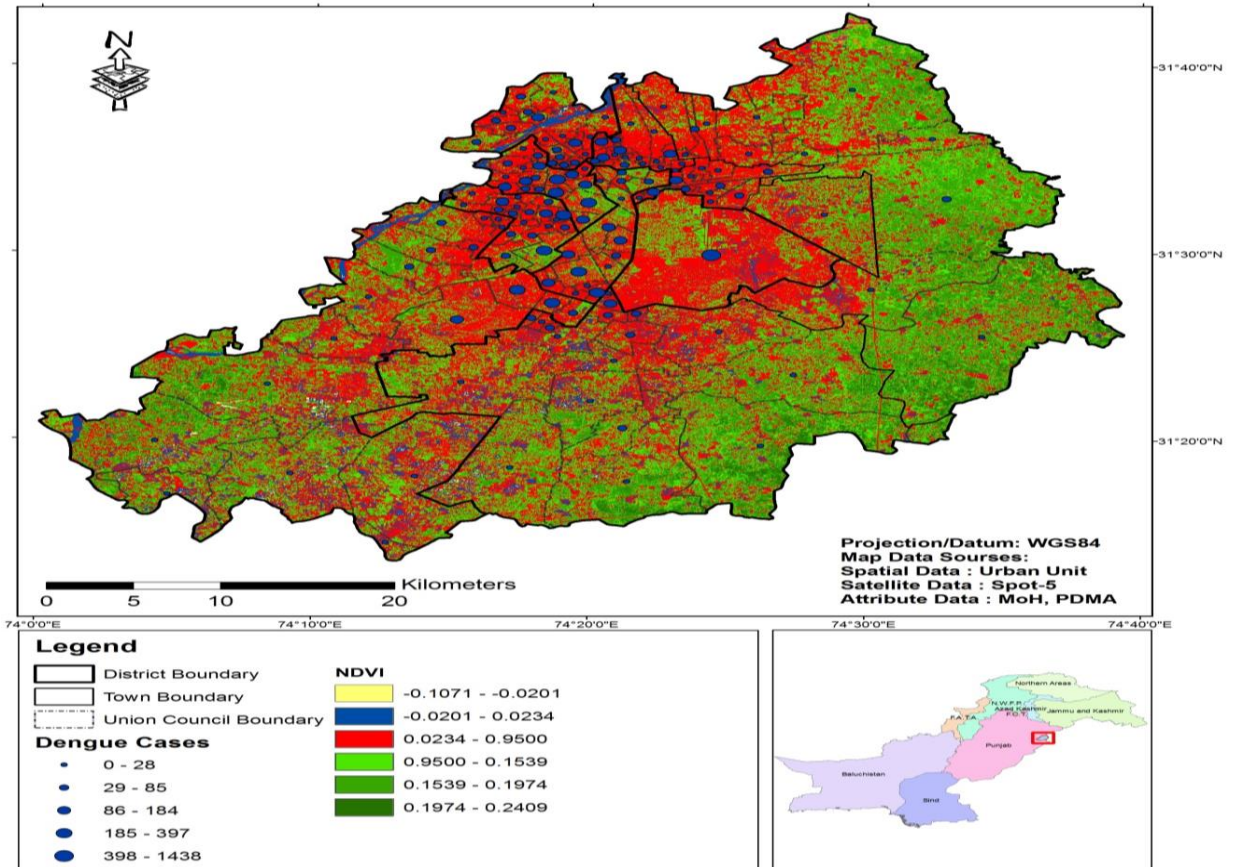 N
31°40'0"N
31°30'0"N
31°20'0"N
Projection/Datum: WGS84
Map Data Sourses:
Spatial Data : Urban Unit
Satellite Data : Spot-5
Attribute Data : MoH, PDMA
Kilometers
0 5 10 20
74°0'0"E 74°10'0"E 74°20'0"E 74°30'0"E 74°40'0"E
Legend
District Boundary
Town Boundary
Union Council Boundary
Dengue Cases
0 - 28
29 - 85
86 - 184
185 - 397
398 - 1438
NDVI
-0.1071 - -0.0201
-0.0201 - 0.0234
0.0234 - 0.9500
0.9500 - 0.1539
0.1539 - 0.1974
0.1974 - 0.2409
Northern Areas
N.W.F.P.
Azad Kashmir
F.A.T.A
F.C.T.
Jammu and Kashmir
Punjab
Baluchistan
Sind